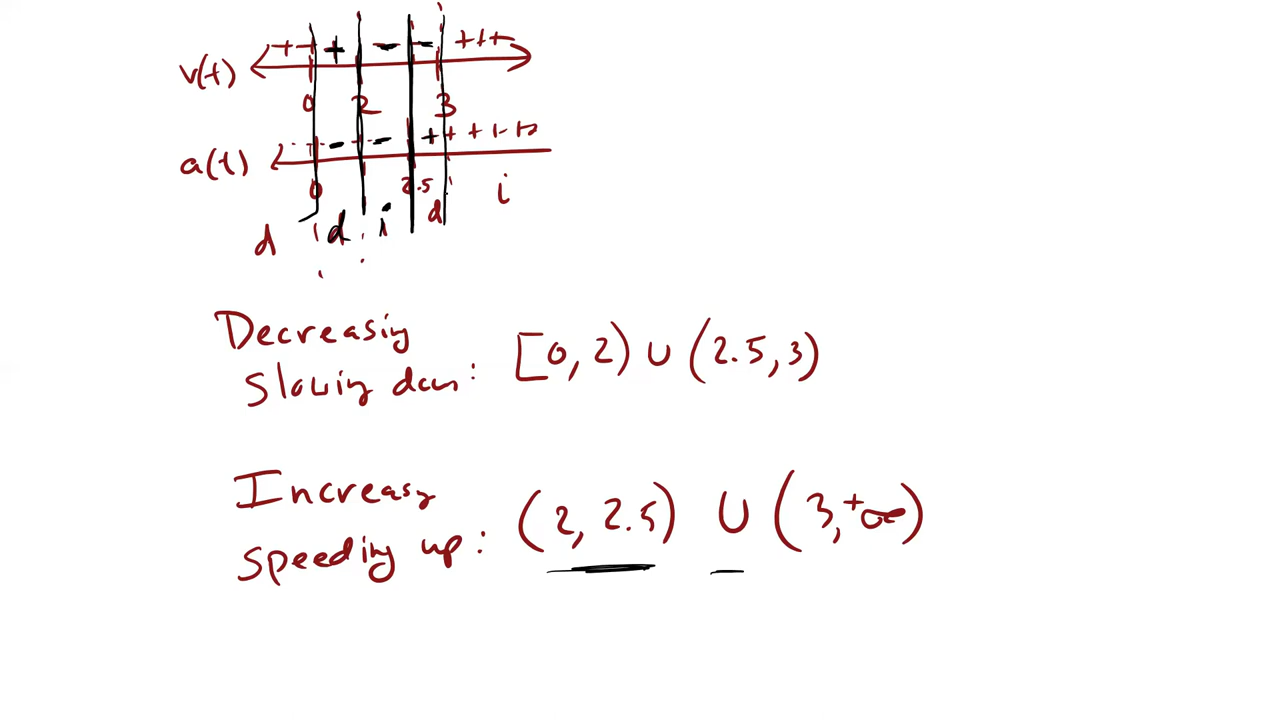 v(t) + + + - - + + +
0 2 3
a(t) - - + + + + +
0 2.5
d d i d i
Decreasing
Slowing down: [0, 2) ∪ (2.5, 3)
Increasing
speeding up: (2, 2.5) ∪ (3, +∞)